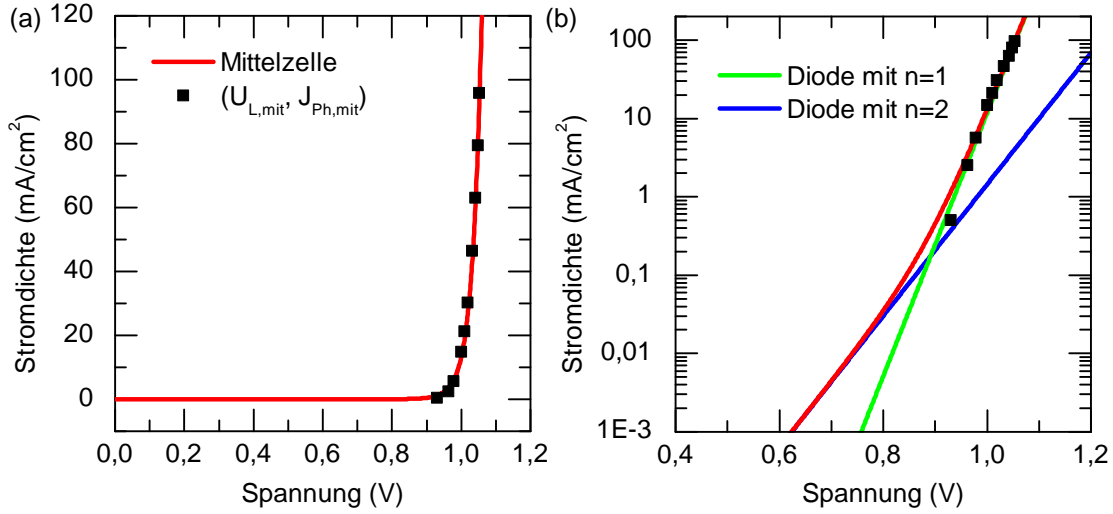 (a)
120
100
80
60
40
20
0
Stromdichte (mA/cm²)
Mittelzelle
(U_L,mit, J_Ph,mit)
0,0 0,2 0,4 0,6 0,8 1,0 1,2
Spannung (V)
(b)
100
10
1
0,1
0,01
1E-3
Stromdichte (mA/cm²)
Diode mit n=1
Diode mit n=2
0,4 0,6 0,8 1,0 1,2
Spannung (V)